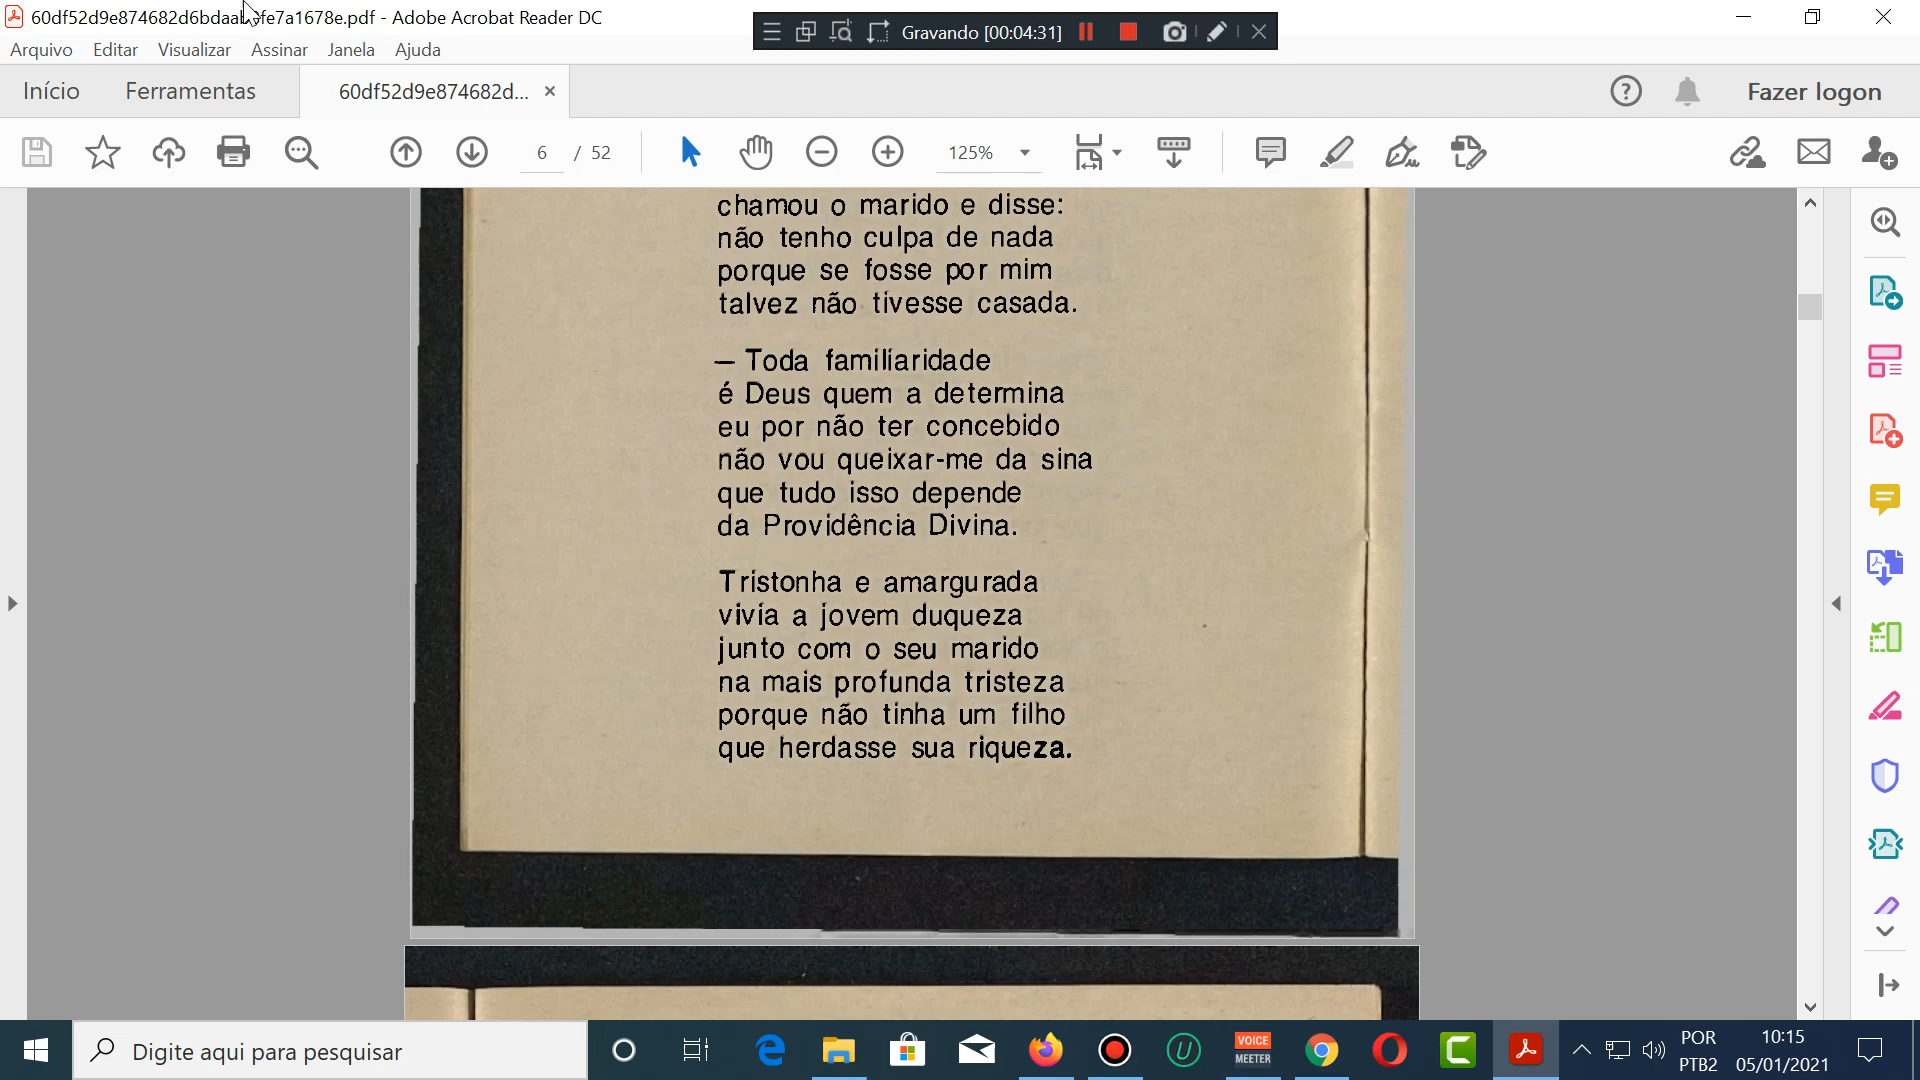 60df52d9e874682d6bdaab fe7a1678e.pdf - Adobe Acrobat Reader DC
Gravando [00:04:31]
Arquivo Editar Visualizar Assinar Janela Ajuda
Início Ferramentas 60df52d9e874682d... Fazer logon
6 / 52 125%
chamou o marido e disse:
não tenho culpa de nada
porque se fosse por mim
talvez não tivesse casada.
— Toda familiaridade
é Deus quem a determina
eu por não ter concebido
não vou queixar-me da sina
que tudo isso depende
da Providência Divina.
Tristonha e amargurada
vivia a jovem duqueza
junto com o seu marido
na mais profunda tristeza
porque não tinha um filho
que herdasse sua riqueza.
Digite aqui para pesquisar
VOICE
MEETER
POR
PTB2
10:15
05/01/2021